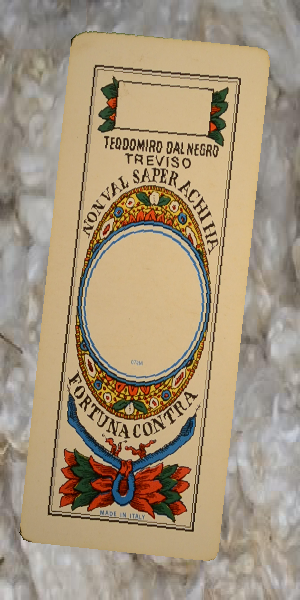 TEODOMIRO DAL NEGRO
TREVISO
NON VAL SAPER A CHI HA
FORTUNA CONTRA
MADE IN ITALY